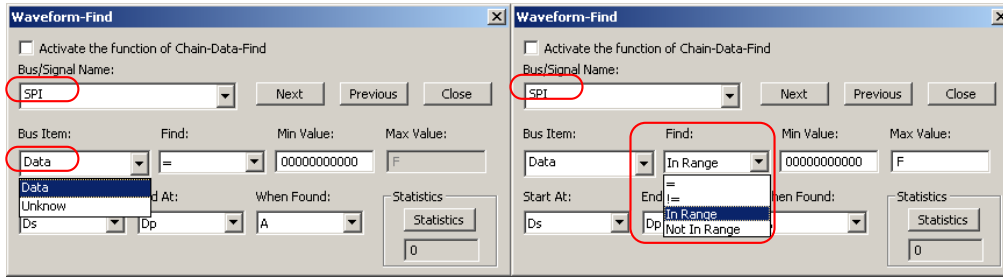 Waveform-Find
Activate the function of Chain-Data-Find
Bus/Signal Name:
SPI
Next
Previous
Close
Bus Item:
Find:
Min Value:
Max Value:
Data
=
00000000000
F
Data
Unknow
d At:
When Found:
Statistics
Ds
Dp
A
Statistics
0
Waveform-Find
Activate the function of Chain-Data-Find
Bus/Signal Name:
SPI
Next
Previous
Close
Bus Item:
Find:
Min Value:
Max Value:
Data
In Range
00000000000
F
=
!=
In Range
Not In Range
Start At:
End
hen Found:
Statistics
Ds
Dp
Statistics
0